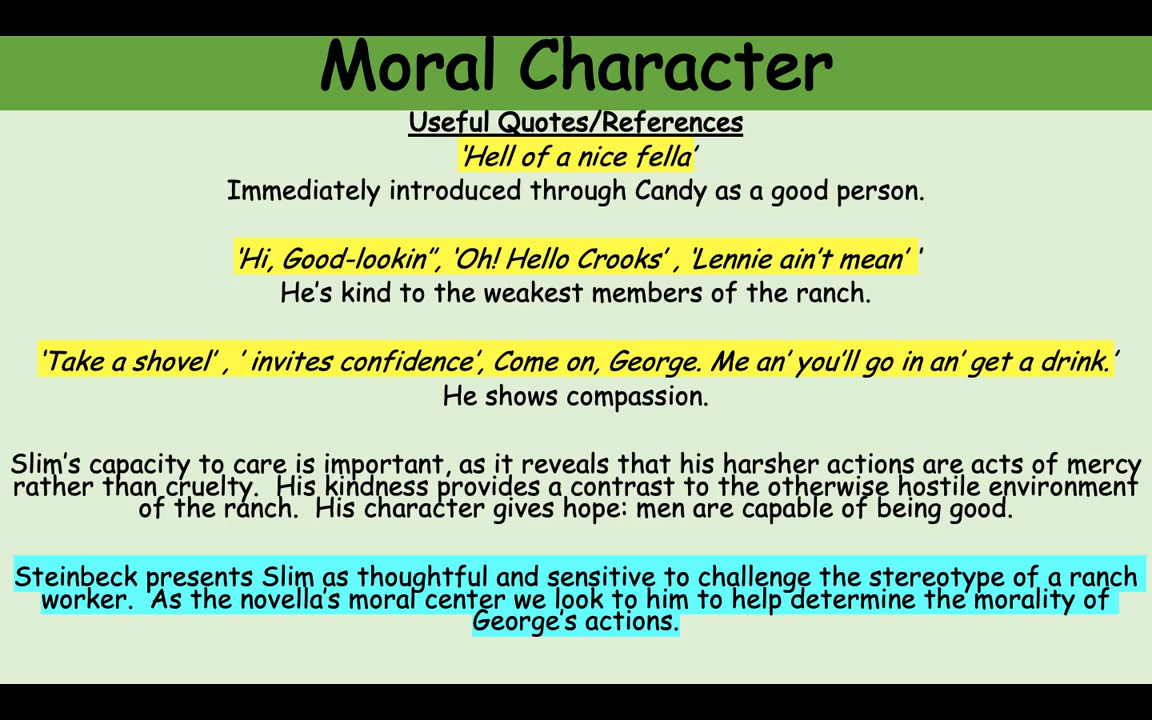 Moral Character
Useful Quotes/References
‘Hell of a nice fella’
Immediately introduced through Candy as a good person.
‘Hi, Good-lookin’’, ‘Oh! Hello Crooks’ , ‘Lennie ain’t mean’ ‘
He’s kind to the weakest members of the ranch.
‘Take a shovel’ , ’ invites confidence’, Come on, George. Me an’ you’ll go in an’ get a drink.’
He shows compassion.
Slim’s capacity to care is important, as it reveals that his harsher actions are acts of mercy
rather than cruelty.  His kindness provides a contrast to the otherwise hostile environment
of the ranch.  His character gives hope: men are capable of being good.
Steinbeck presents Slim as thoughtful and sensitive to challenge the stereotype of a ranch
worker.  As the novella’s moral center we look to him to help determine the morality of
George’s actions.